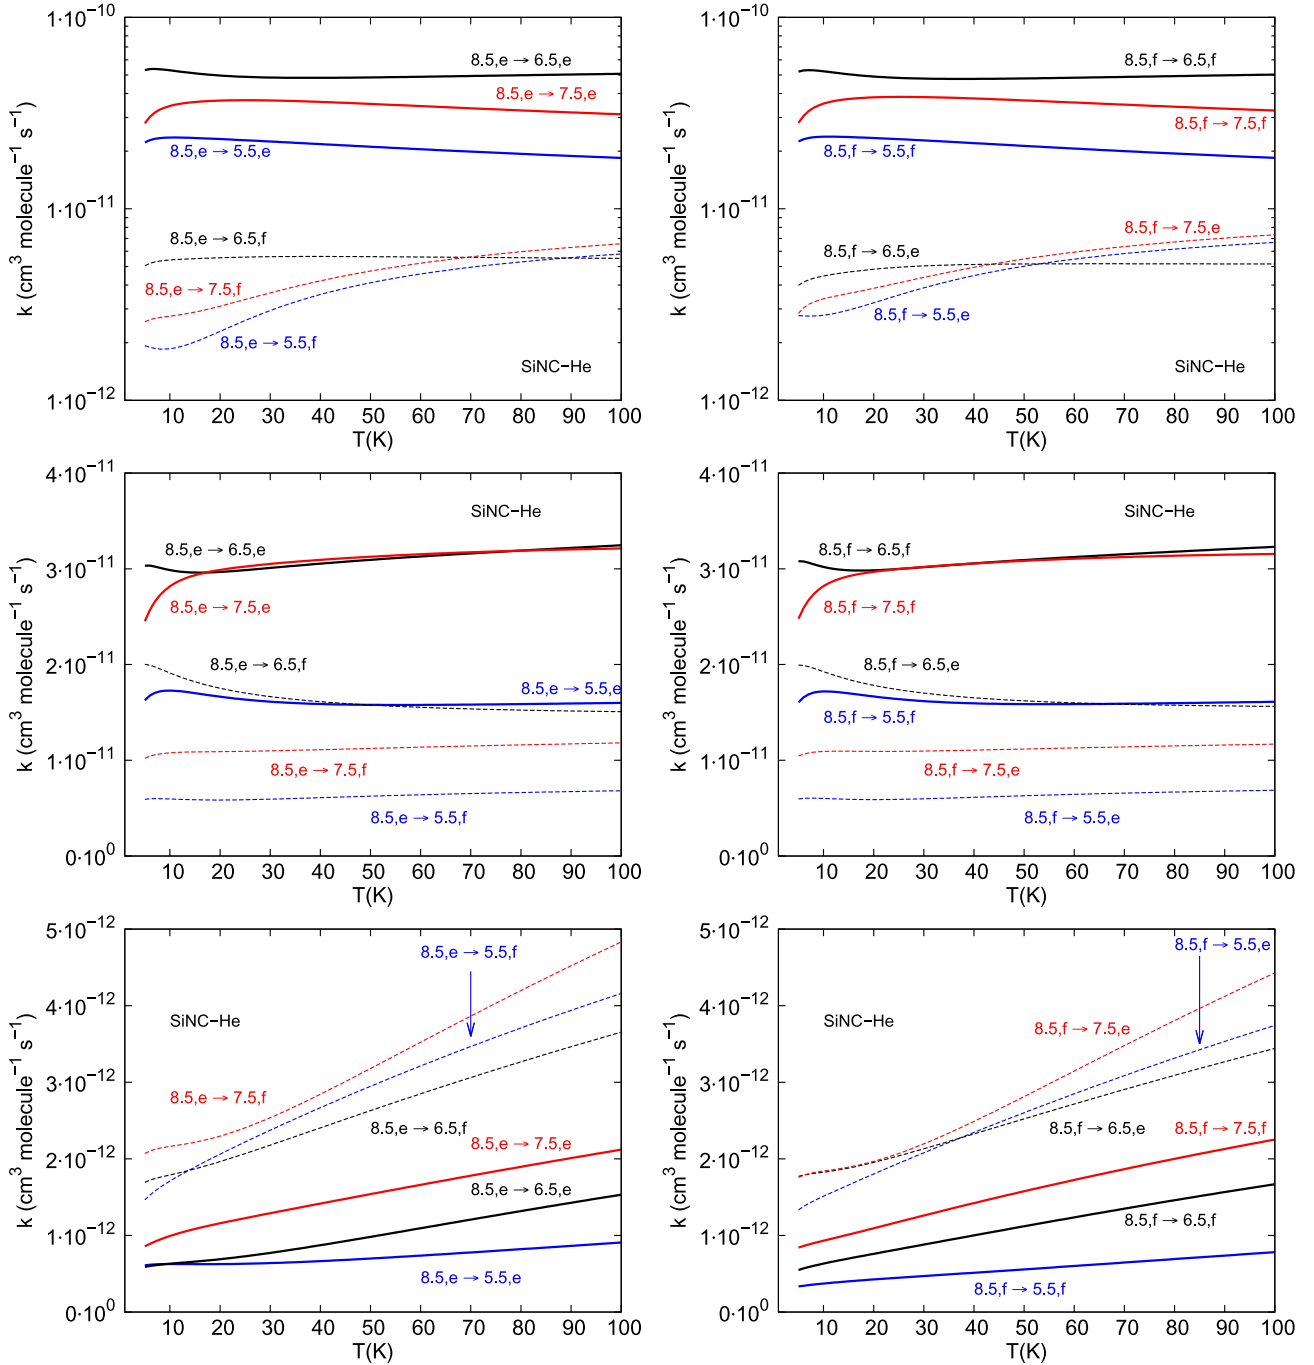 1·10⁻¹⁰
8.5,e → 6.5,e
8.5,e → 7.5,e
8.5,e → 5.5,e
1·10⁻¹¹
8.5,e → 6.5,f
8.5,e → 7.5,f
8.5,e → 5.5,f
SiNC−He
1·10⁻¹²
k (cm³ molecule⁻¹ s⁻¹)
10 20 30 40 50 60 70 80 90 100
T(K)
1·10⁻¹⁰
8.5,f → 6.5,f
8.5,f → 7.5,f
8.5,f → 5.5,f
1·10⁻¹¹
8.5,f → 7.5,e
8.5,f → 6.5,e
8.5,f → 5.5,e
SiNC−He
1·10⁻¹²
k (cm³ molecule⁻¹ s⁻¹)
10 20 30 40 50 60 70 80 90 100
T(K)
4·10⁻¹¹
SiNC−He
8.5,e → 6.5,e
3·10⁻¹¹
8.5,e → 7.5,e
8.5,e → 6.5,f
2·10⁻¹¹
8.5,e → 5.5,e
1·10⁻¹¹
8.5,e → 7.5,f
8.5,e → 5.5,f
0·10⁰
k (cm³ molecule⁻¹ s⁻¹)
10 20 30 40 50 60 70 80 90 100
T(K)
4·10⁻¹¹
SiNC−He
8.5,f → 6.5,f
3·10⁻¹¹
8.5,f → 7.5,f
8.5,f → 6.5,e
2·10⁻¹¹
8.5,f → 5.5,f
1·10⁻¹¹
8.5,f → 7.5,e
8.5,f → 5.5,e
0·10⁰
k (cm³ molecule⁻¹ s⁻¹)
10 20 30 40 50 60 70 80 90 100
T(K)
5·10⁻¹²
8.5,e → 5.5,f
4·10⁻¹²
SiNC−He
3·10⁻¹²
8.5,e → 7.5,f
8.5,e → 6.5,f
8.5,e → 7.5,e
2·10⁻¹²
8.5,e → 6.5,e
1·10⁻¹²
8.5,e → 5.5,e
0·10⁰
k (cm³ molecule⁻¹ s⁻¹)
10 20 30 40 50 60 70 80 90 100
T(K)
5·10⁻¹²
8.5,f → 5.5,e
4·10⁻¹²
SiNC−He
8.5,f → 7.5,e
3·10⁻¹²
8.5,f → 6.5,e
8.5,f → 7.5,f
2·10⁻¹²
8.5,f → 6.5,f
1·10⁻¹²
8.5,f → 5.5,f
0·10⁰
k (cm³ molecule⁻¹ s⁻¹)
10 20 30 40 50 60 70 80 90 100
T(K)